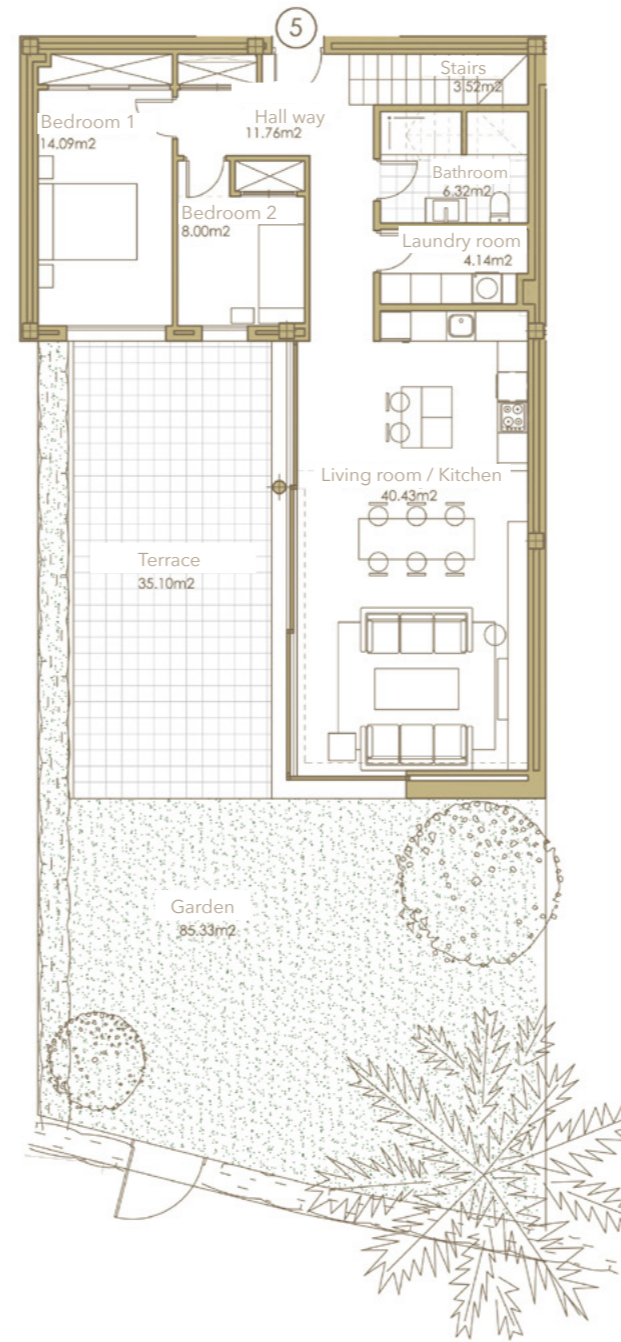 5
Stairs
3.52m2
Bedroom 1
14.09m2
Hall way
11.76m2
Bathroom
6.32m2
Bedroom 2
8.00m2
Laundry room
4.14m2
Living room / Kitchen
40.43m2
Terrace
35.10m2
Garden
85.33m2